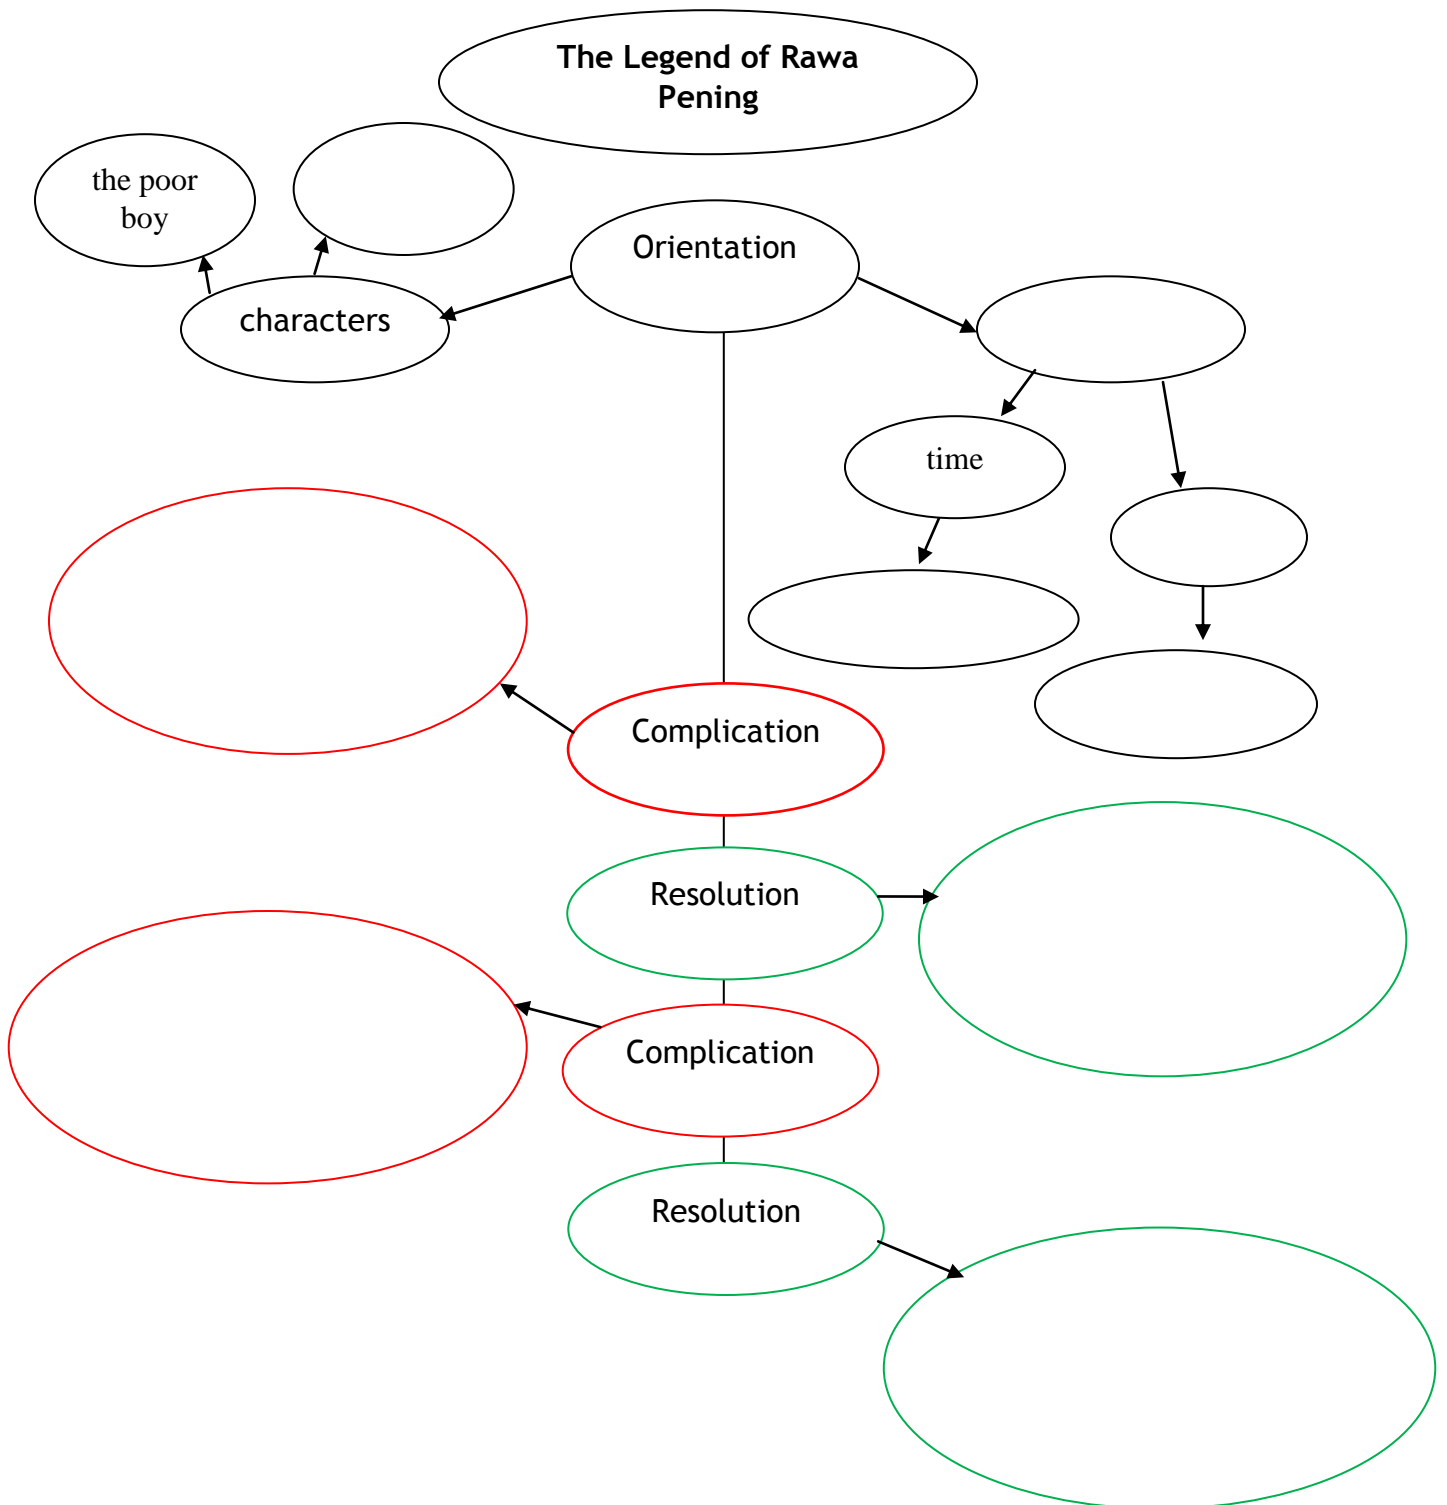 The Legend of Rawa
Pening
the poor
boy
Orientation
characters
time
Complication
Resolution
Complication
Resolution